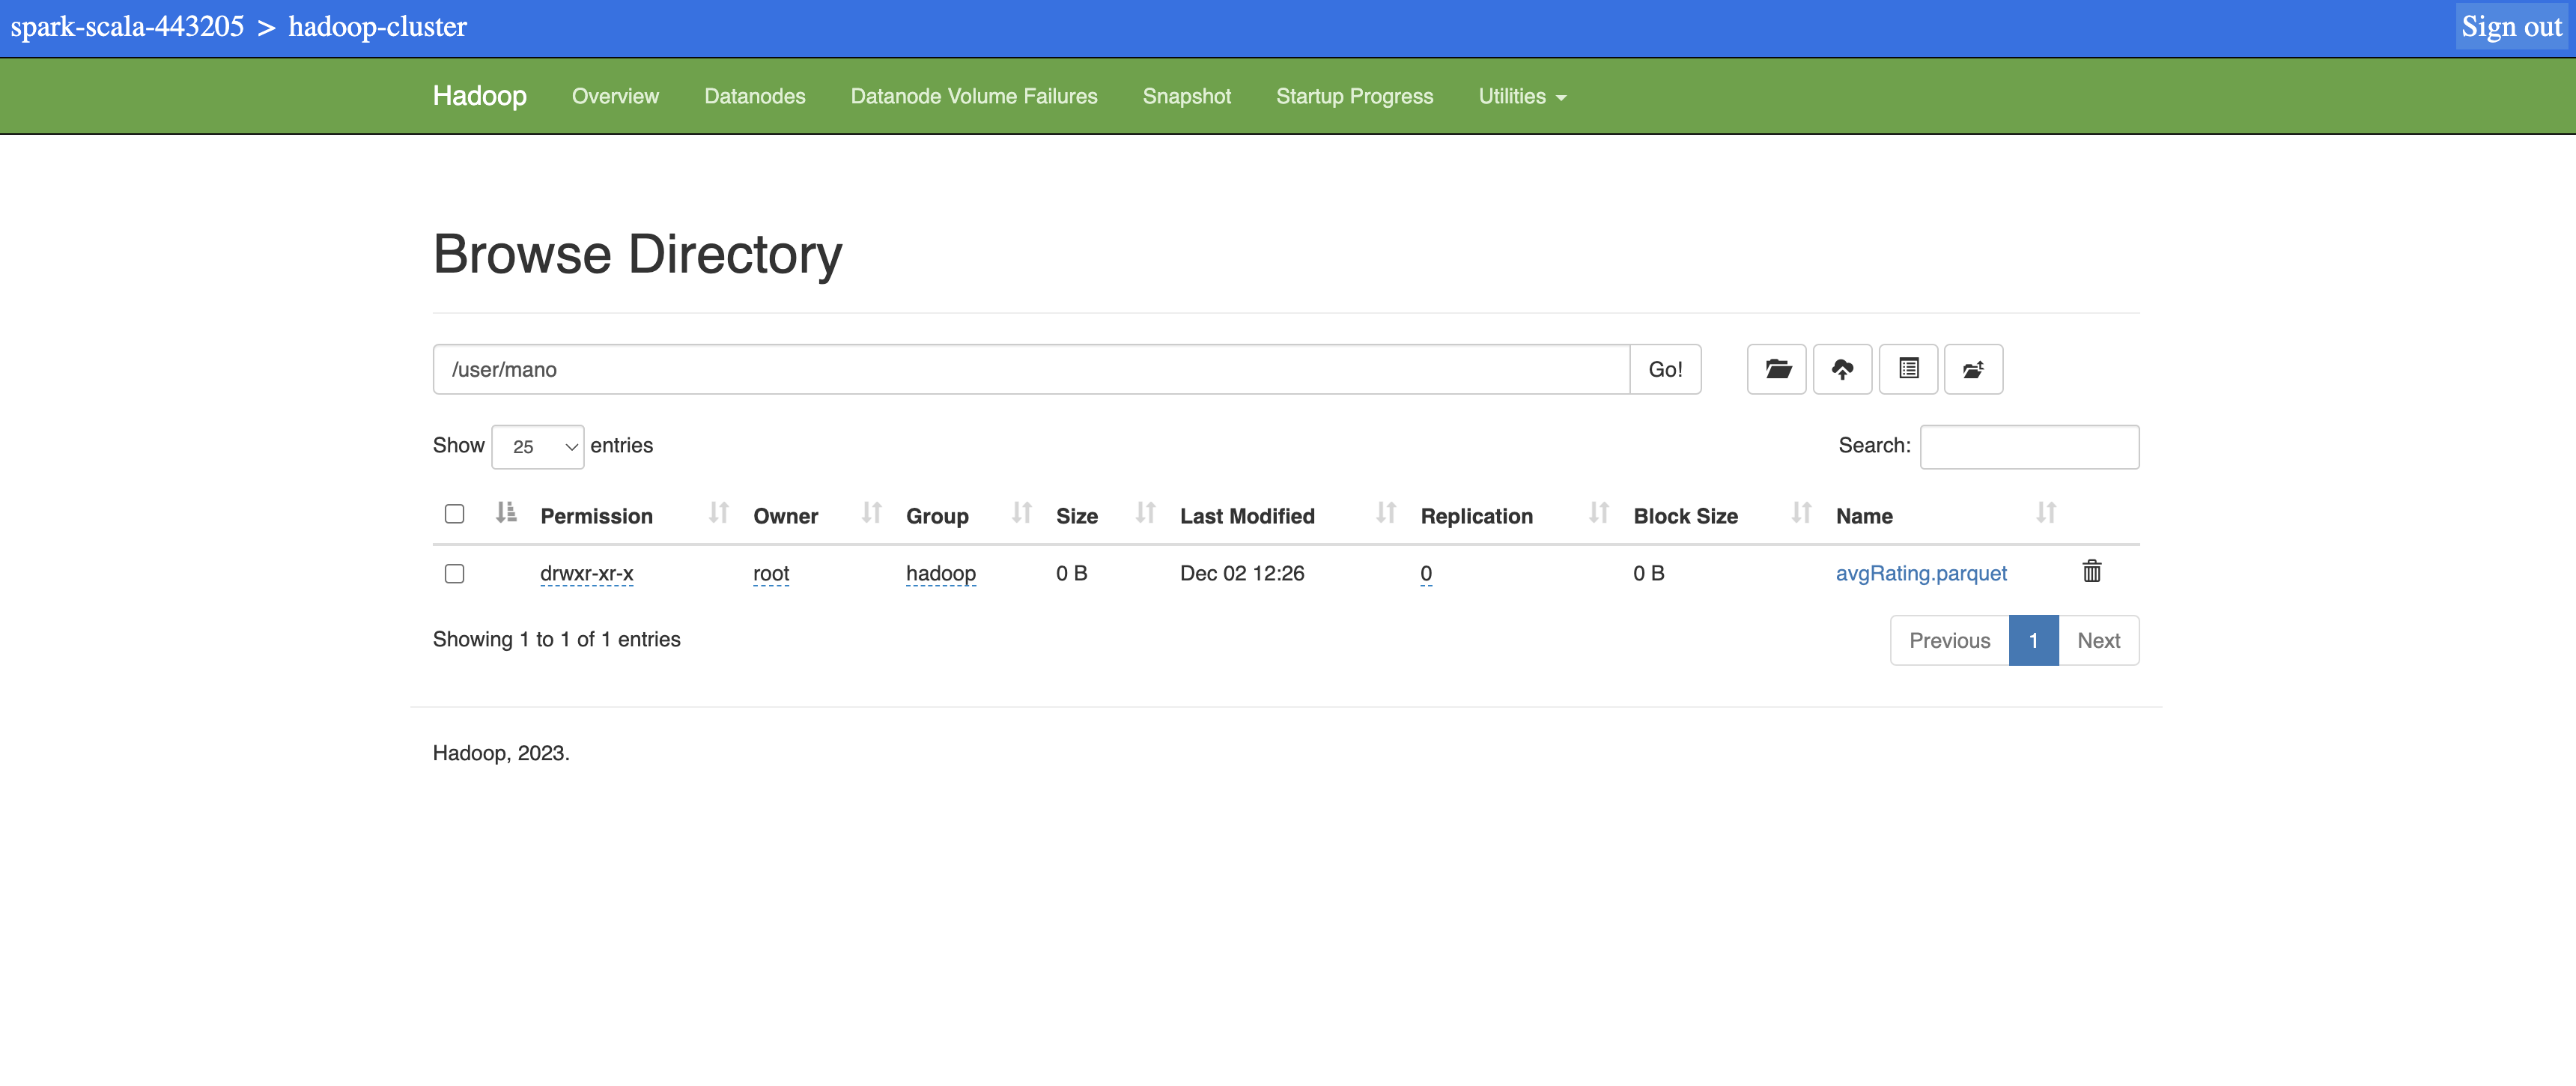 spark-scala-443205 > hadoop-cluster Sign out
Hadoop Overview Datanodes Datanode Volume Failures Snapshot Startup Progress Utilities
Browse Directory
/user/mano Go!
Show 25 entries Search:
Permission Owner Group Size Last Modified Replication Block Size Name
drwxr-xr-x root hadoop 0 B Dec 02 12:26 0 0 B avgRating.parquet
Showing 1 to 1 of 1 entries Previous 1 Next
Hadoop, 2023.